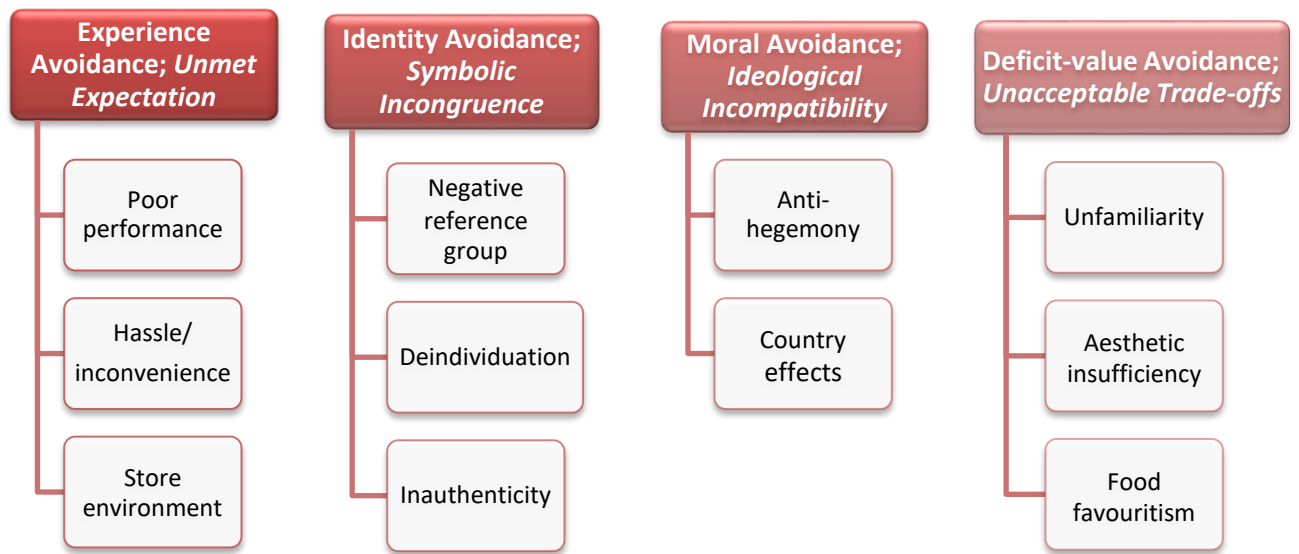 Experience
Avoidance; Unmet
Expectation
Poor
performance
Hassle/
inconvenience
Store
environment
Identity Avoidance;
Symbolic
Incongruence
Negative
reference
group
Deindividuation
Inauthenticity
Moral Avoidance;
Ideological
Incompatibility
Anti-
hegemony
Country
effects
Deficit-value Avoidance;
Unacceptable Trade-offs
Unfamiliarity
Aesthetic
insufficiency
Food
favouritism